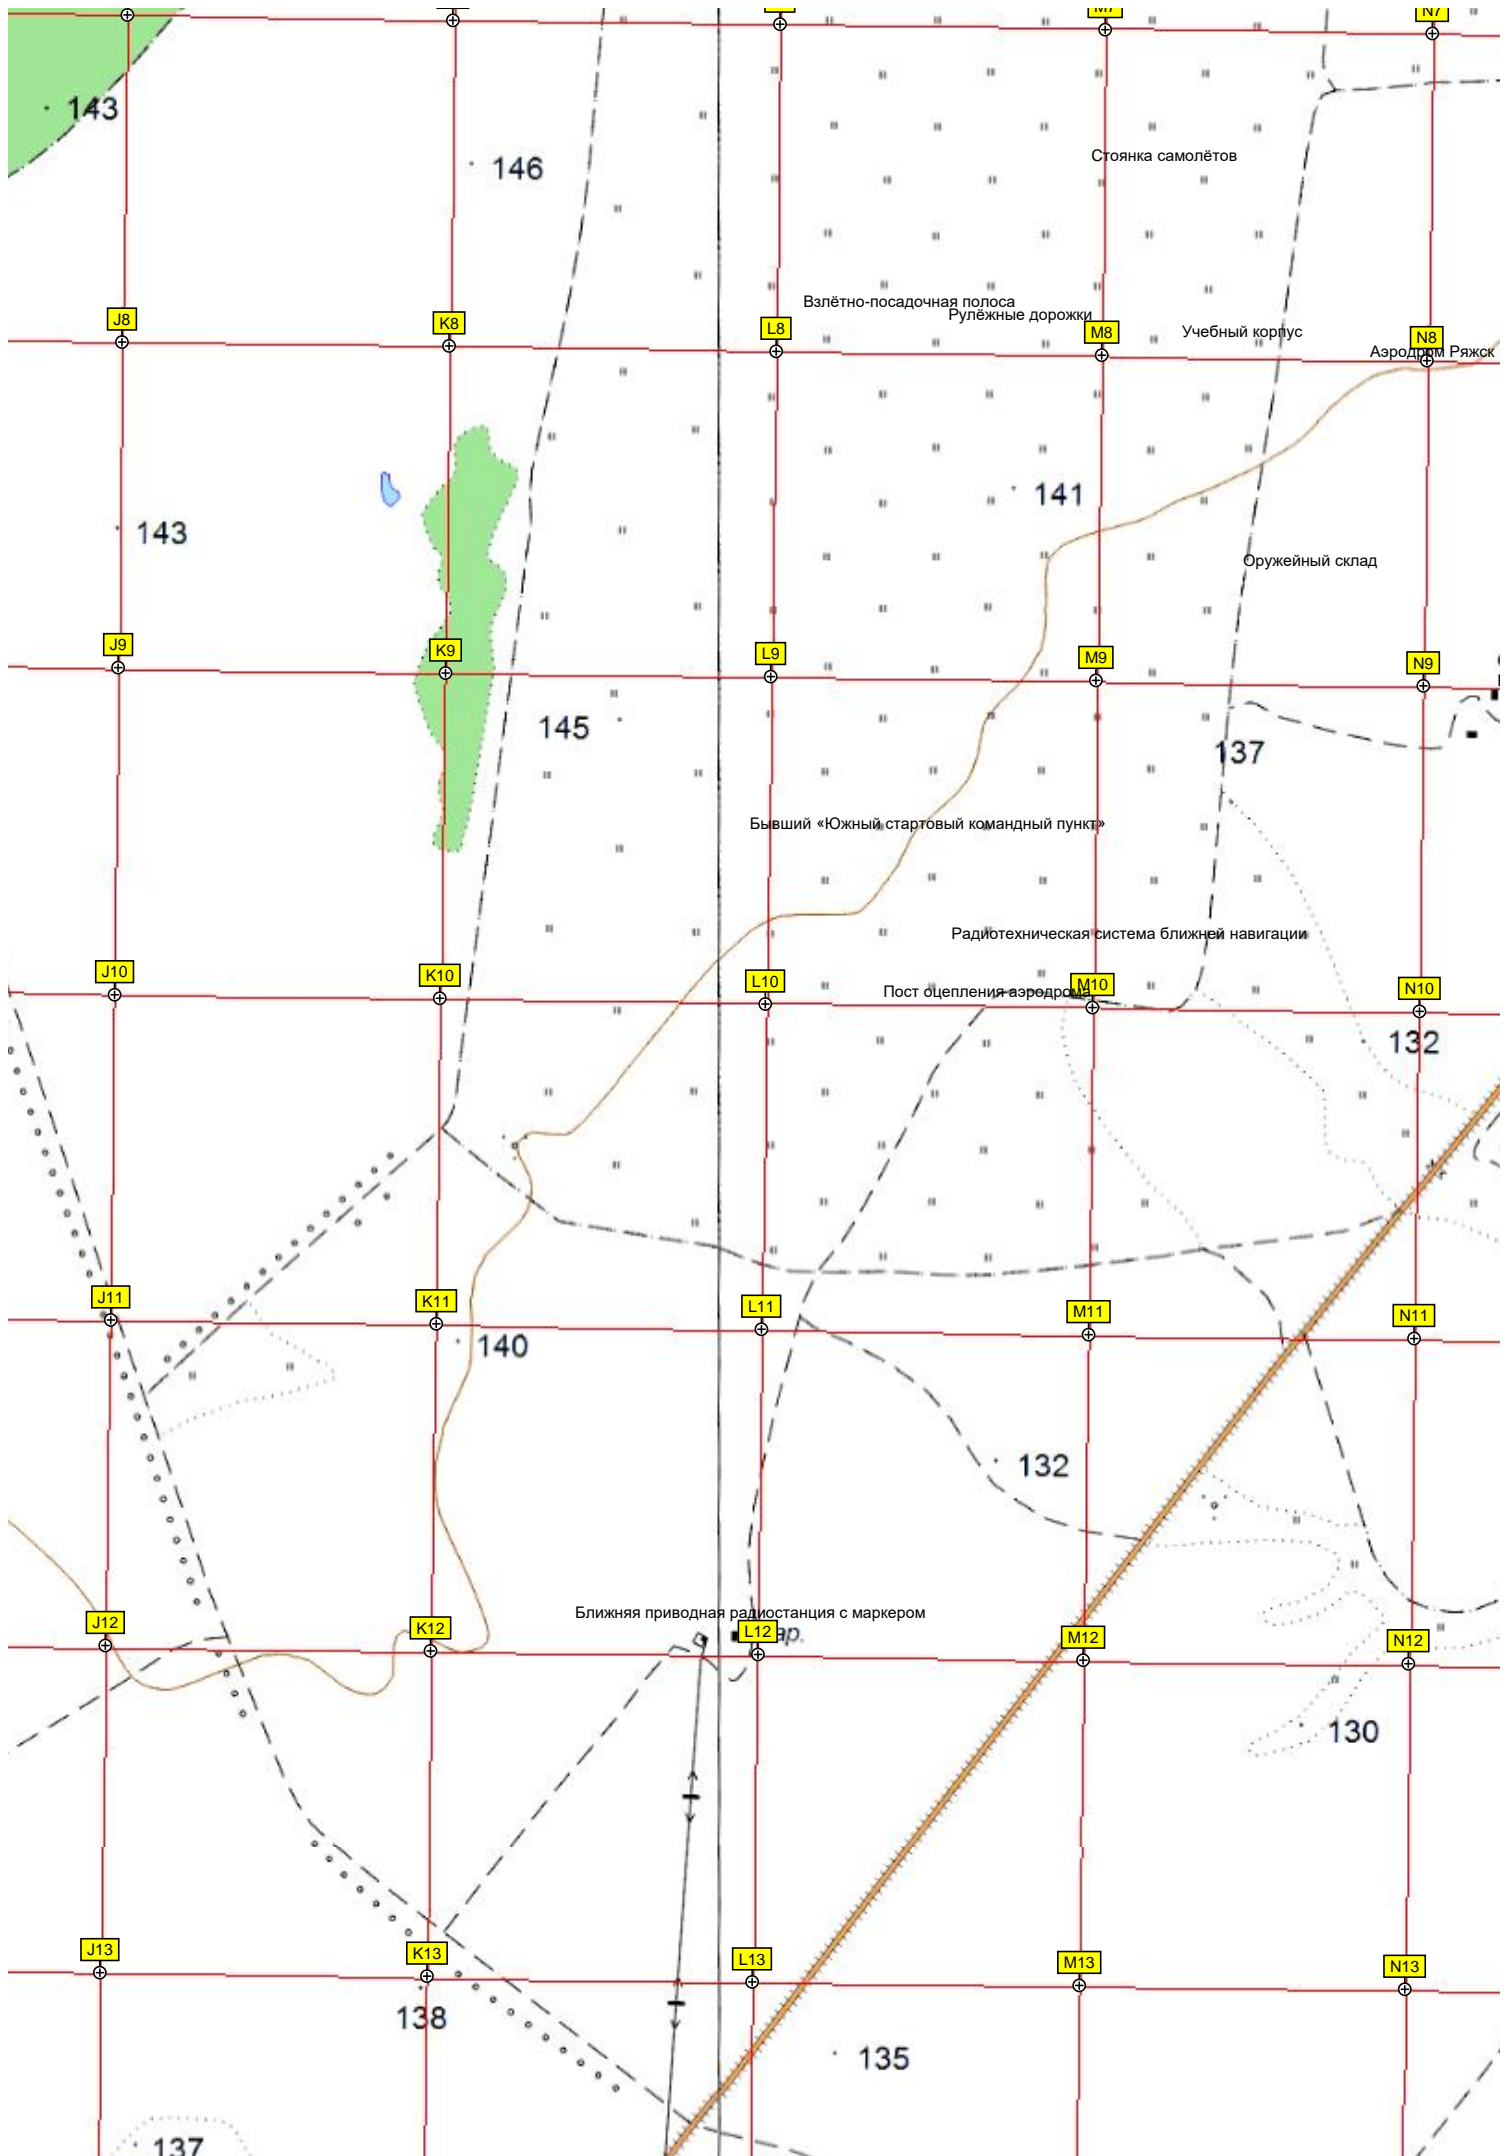 M7
N7
143
146
Стоянка самолётов
Взлётно-посадочная полоса
Рулёжные дорожки
J8
K8
L8
M8
Учебный корпус
N8
Аэродром Ряжск
141
143
Оружейный склад
J9
K9
L9
M9
N9
145
137
Бывший «Южный стартовый командный пункт»
Радиотехническая система ближней навигации
J10
K10
L10
Пост оцепления аэродрома
M10
N10
132
J11
K11
L11
M11
N11
140
132
Ближняя приводная радиостанция с маркером
J12
K12
L12
ар.
M12
N12
130
J13
K13
L13
M13
N13
138
135
137